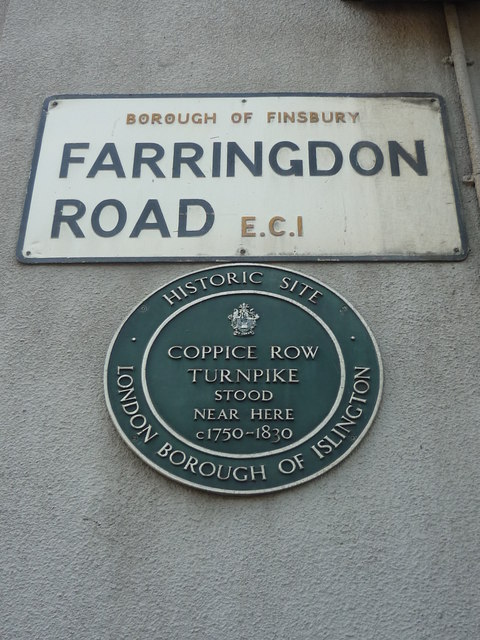 BOROUGH OF FINSBURY
FARRINGDON
ROAD E.C.1
HISTORIC SITE
COPPICE ROW
TURNPIKE
STOOD
NEAR HERE
c1750-1830
LONDON BOROUGH OF ISLINGTON